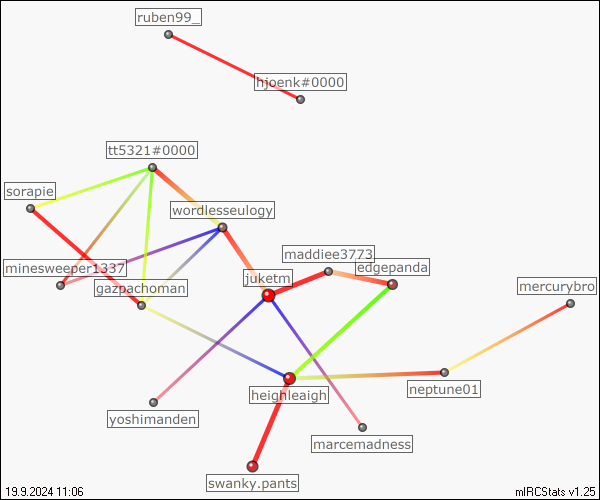 ruben99_
hjoenk#0000
tt5321#0000
sorapie
wordlesseulogy
maddiee3773
minesweeper1337
edgepanda
juketm
gazpachoman
mercurybro
heighleaigh
neptune01
yoshimanden
marcemadness
swanky.pants
19.9.2024 11:06
mIRCStats v1.25